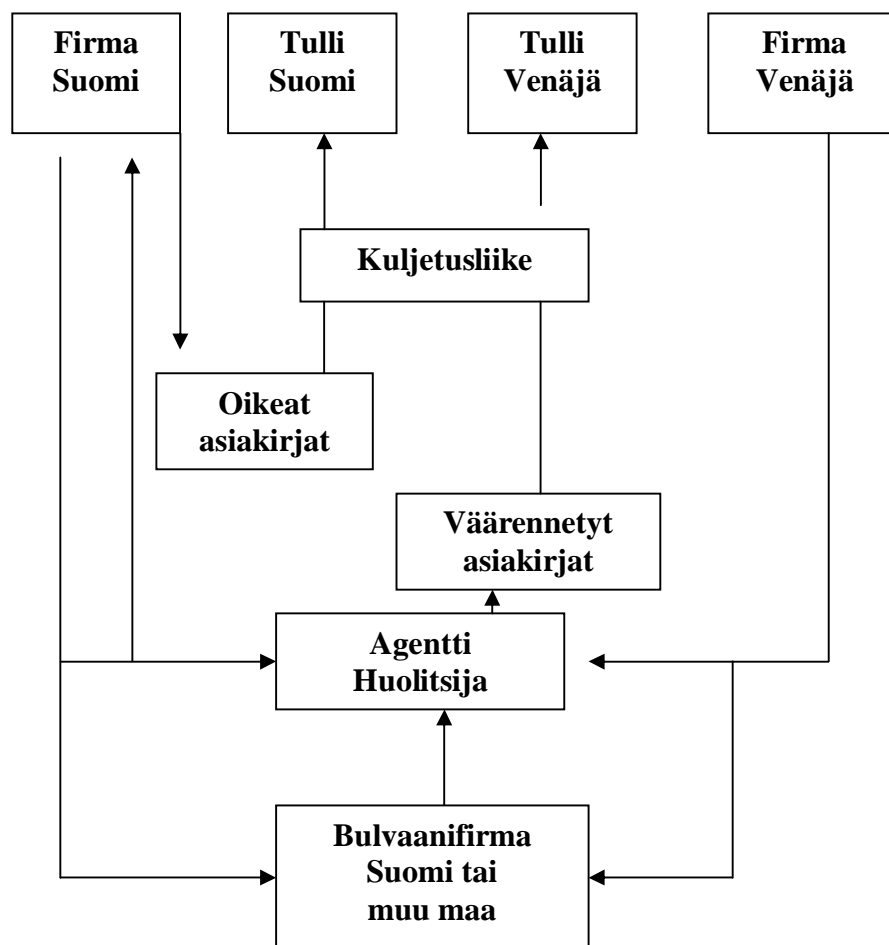 Firma
Suomi
Tulli
Suomi
Tulli
Venäjä
Firma
Venäjä
Kuljetusliike
Oikeat
asiakirjat
Väärennetyt
asiakirjat
Agentti
Huolitsija
Bulvaanifirma
Suomi tai
muu maa